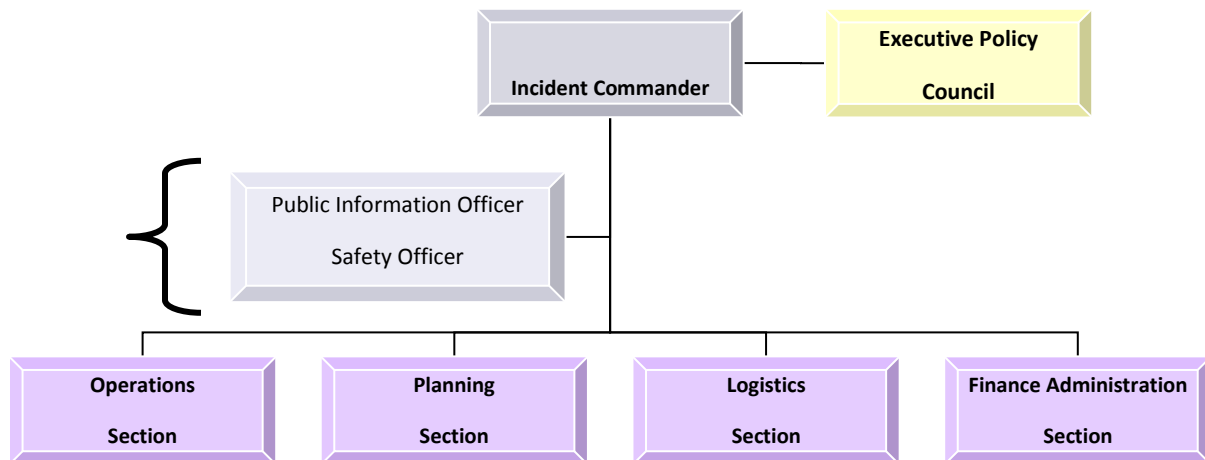 Executive Policy
Council
Incident Commander
Public Information Officer
Safety Officer
Operations
Section
Planning
Section
Logistics
Section
Finance Administration
Section